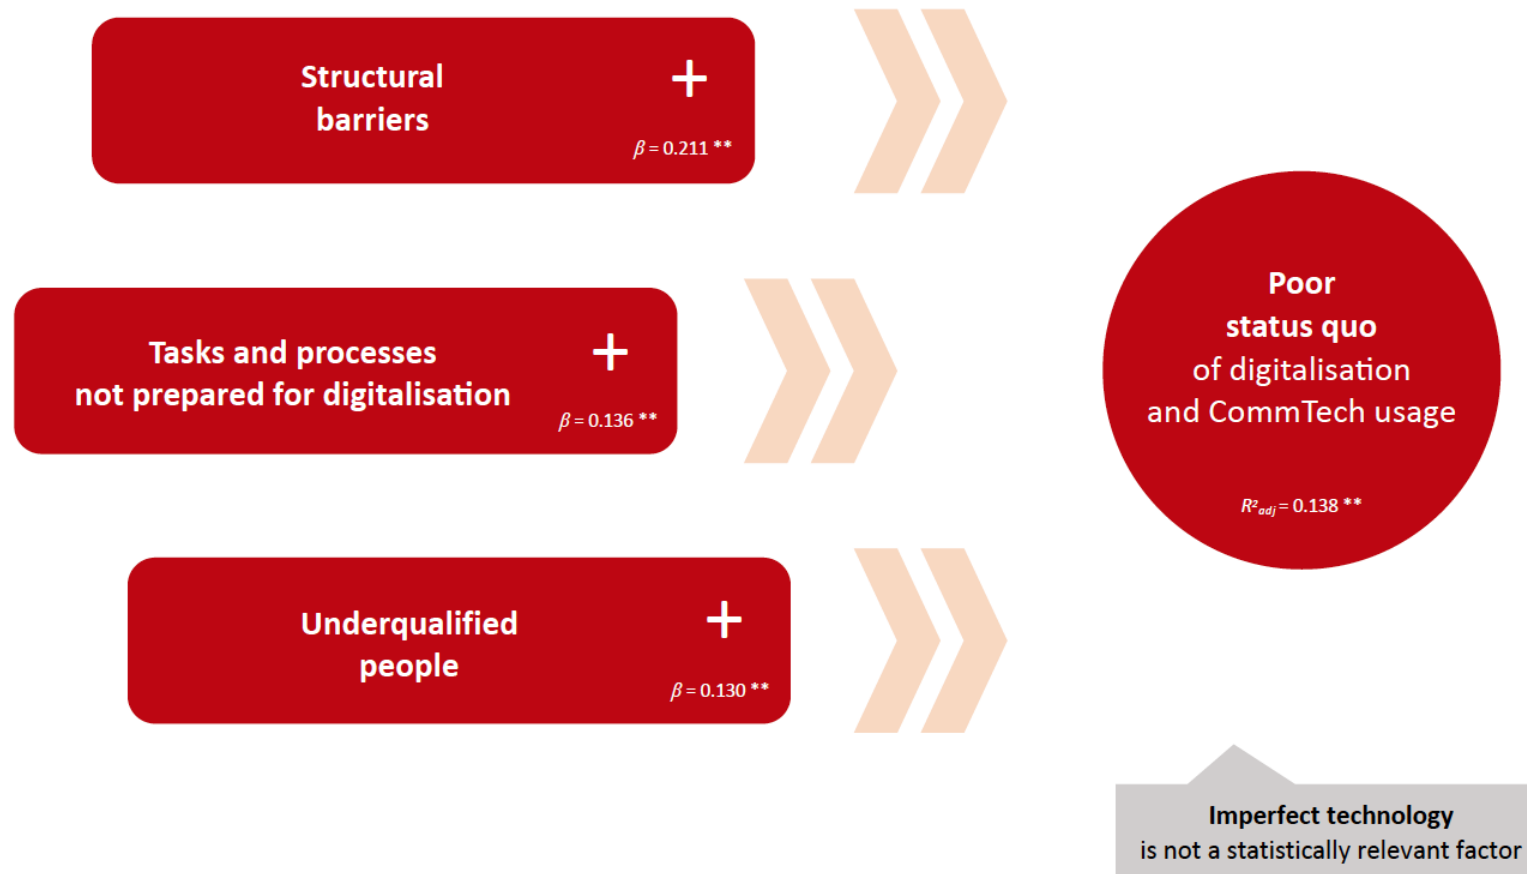 Structural
barriers
+
β = 0.211 **
Tasks and processes
not prepared for digitalisation
+
β = 0.136 **
Underqualified
people
+
β = 0.130 **
Poor
status quo
of digitalisation
and CommTech usage
R²adj = 0.138 **
Imperfect technology
is not a statistically relevant factor